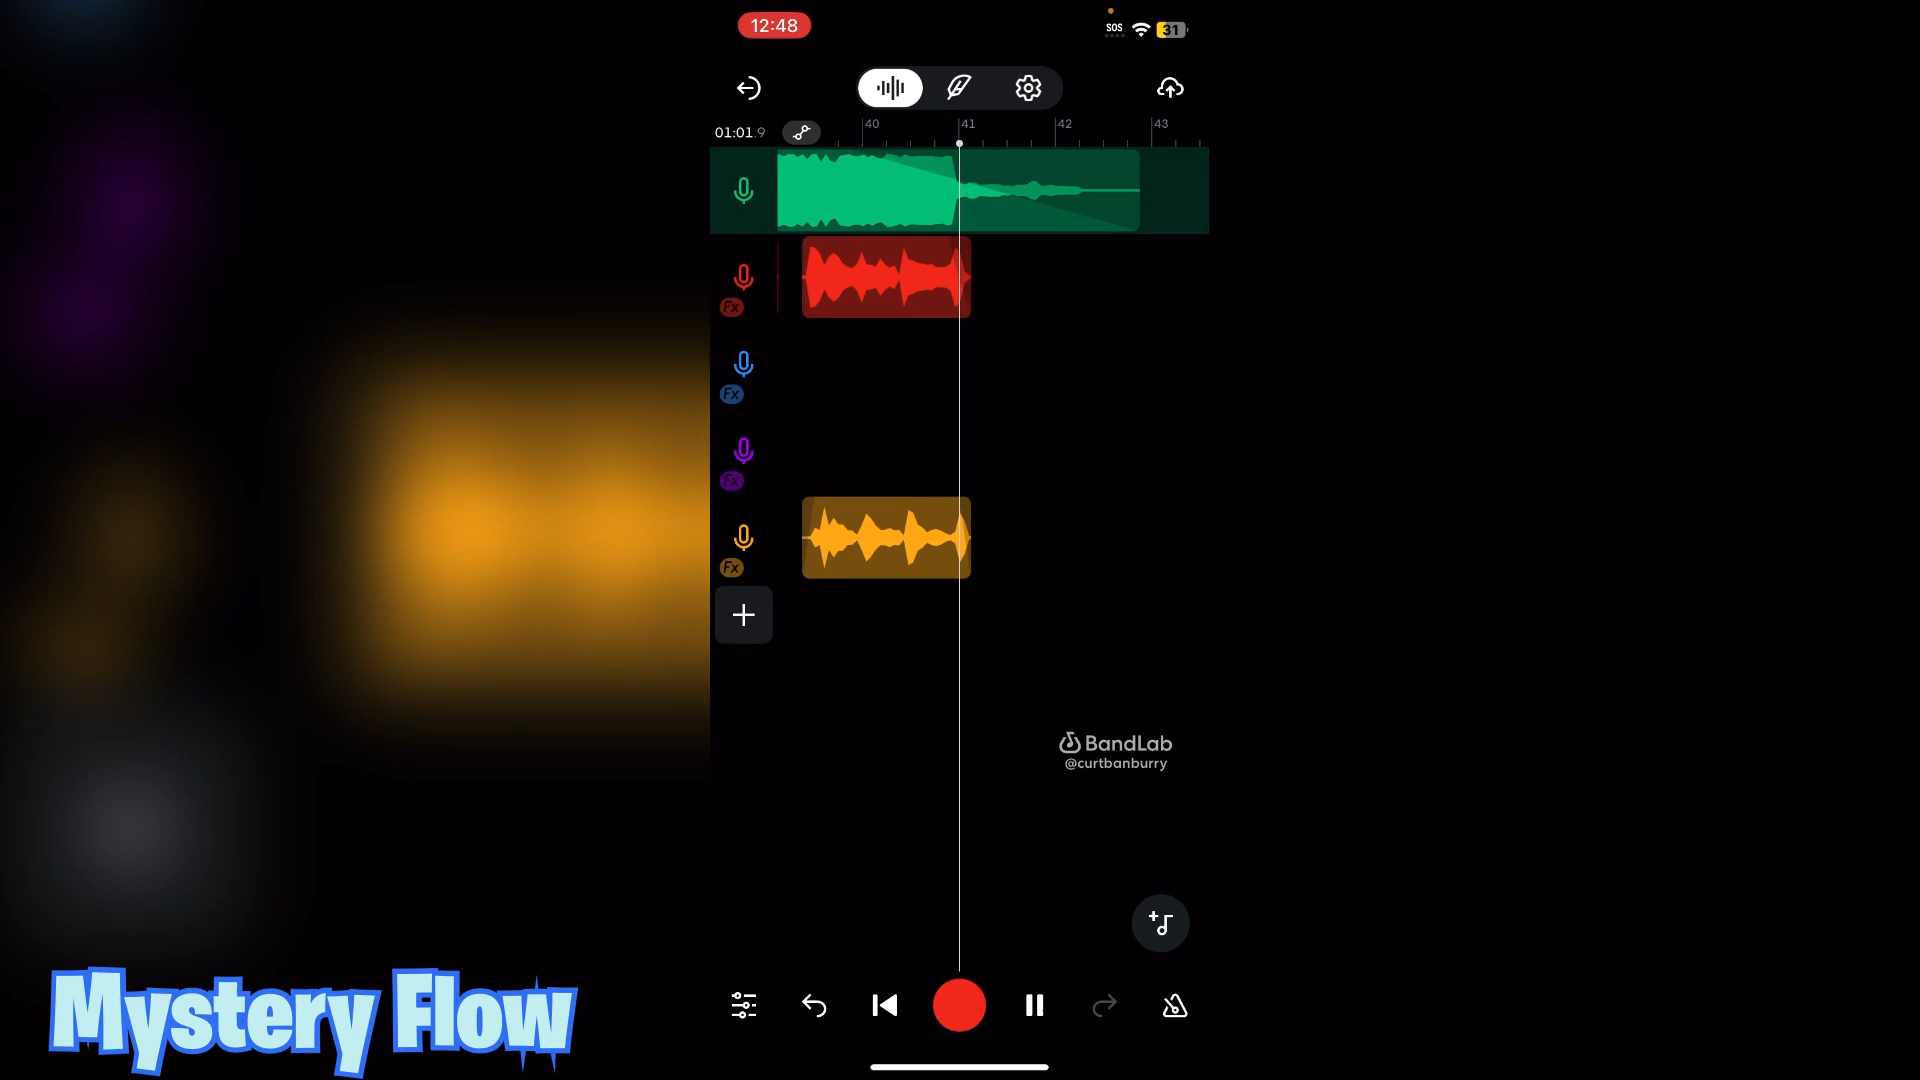 12:48
SOS
31
01:01.9
40
41
42
43
Fx
Fx
Fx
Fx
BandLab
@curtbanburry
Mystery Flow